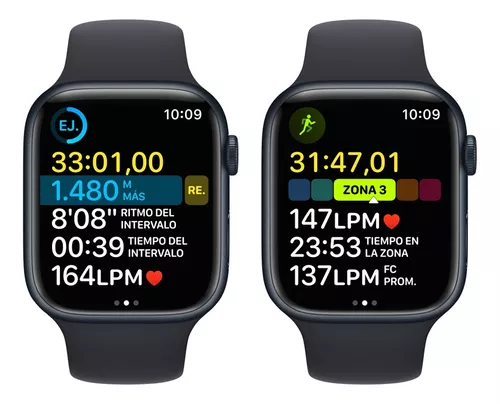 EJ.
10:09
33:01,00
1.480 M MÁS
RE.
8'08" RITMO DEL INTERVALO
00:39 TIEMPO DEL INTERVALO
164LPM
10:09
31:47,01
ZONA 3
147LPM
23:53 TIEMPO EN LA ZONA
137LPM FC PROM.